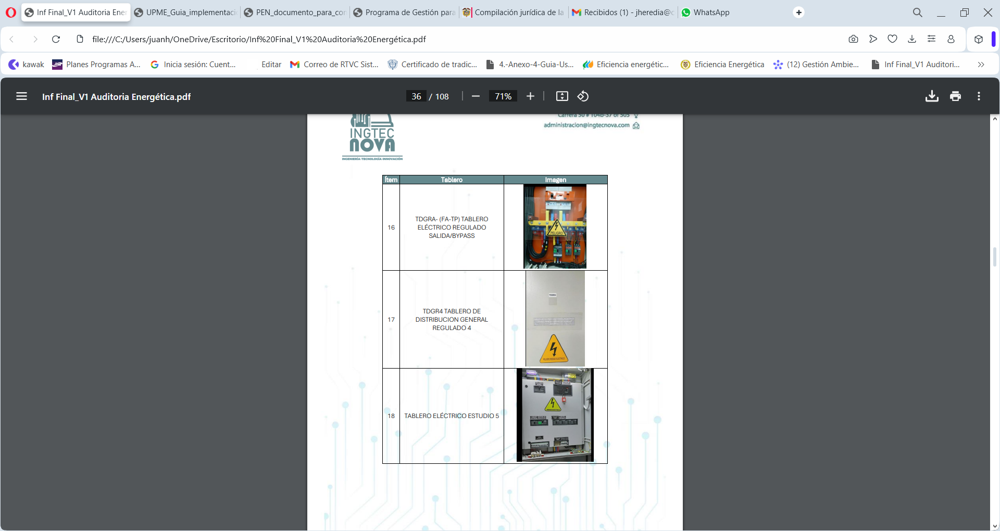 Inf Final_V1 Auditoria Ener
UPME_Guia_implementaci
PEN_documento_para_cor
Programa de Gestión para
Compilación jurídica de la
Recibidos (1) - jheredia@c
WhatsApp
file:///C:/Users/juanh/OneDrive/Escritorio/Inf%20Final_V1%20Auditoria%20Energética.pdf
kawak
Planes Programas A...
Inicia sesión: Cuent...
Editar
Correo de RTVC Sist...
Certificado de tradic...
4.-Anexo-4-Guia-Us...
Eficiencia energétic...
Eficiencia Energética
(12) Gestión Ambie...
Inf Final_V1 Auditori...
Inf Final_V1 Auditoria Energética.pdf
36 / 108
71%
Carrera 50 # 104b-37 of 505
administracion@ingtecnova.com
INGTEC
NOVA
INGENIERÍA-TECNOLOGÍA-INNOVACIÓN
Ítem Tablero Imagen
16
TDGRA- (FA-TP) TABLERO
ELÉCTRICO REGULADO
SALIDA/BYPASS
PELIGRO
17
TDGR4 TABLERO DE
DISTRIBUCION GENERAL
REGULADO 4
18
TABLERO ELÉCTRICO ESTUDIO 5